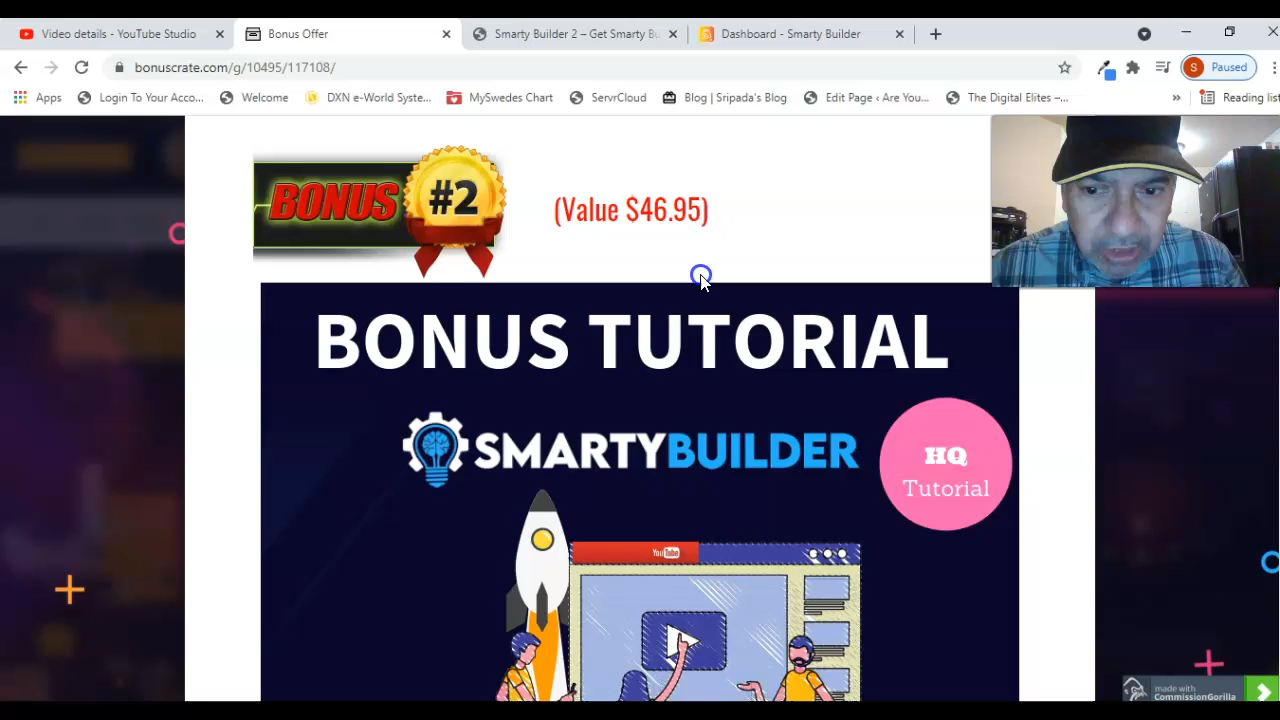 Video details - YouTube Studio
Bonus Offer
Smarty Builder 2 – Get Smarty Bu
Dashboard - Smarty Builder
bonuscrate.com/g/10495/117108/
S Paused
Apps
Login To Your Acco...
Welcome
DXN e-World Syste...
MySwedes Chart
ServrCloud
Blog | Sripada's Blog
Edit Page ‹ Are You...
The Digital Elites –...
»
Reading list
BONUS #2
(Value $46.95)
BONUS TUTORIAL
SMARTYBUILDER
HQ
Tutorial
YouTube
made with
CommissionGorilla